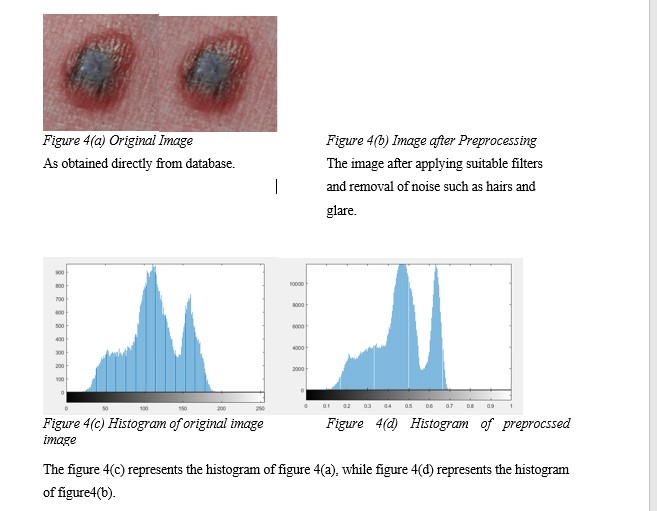 Figure 4(a) Original Image
Figure 4(b) Image after Preprocessing
As obtained directly from database.
The image after applying suitable filters
and removal of noise such as hairs and
glare.
900
800
700
600
500
400
300
200
100
0
0 50 100 150 200 250
10000
8000
6000
4000
2000
0
0 0.1 0.2 0.3 0.4 0.5 0.6 0.7 0.8 0.9 1
Figure 4(c) Histogram of original image
Figure 4(d) Histogram of preprocssed
image
The figure 4(c) represents the histogram of figure 4(a), while figure 4(d) represents the histogram
of figure4(b).